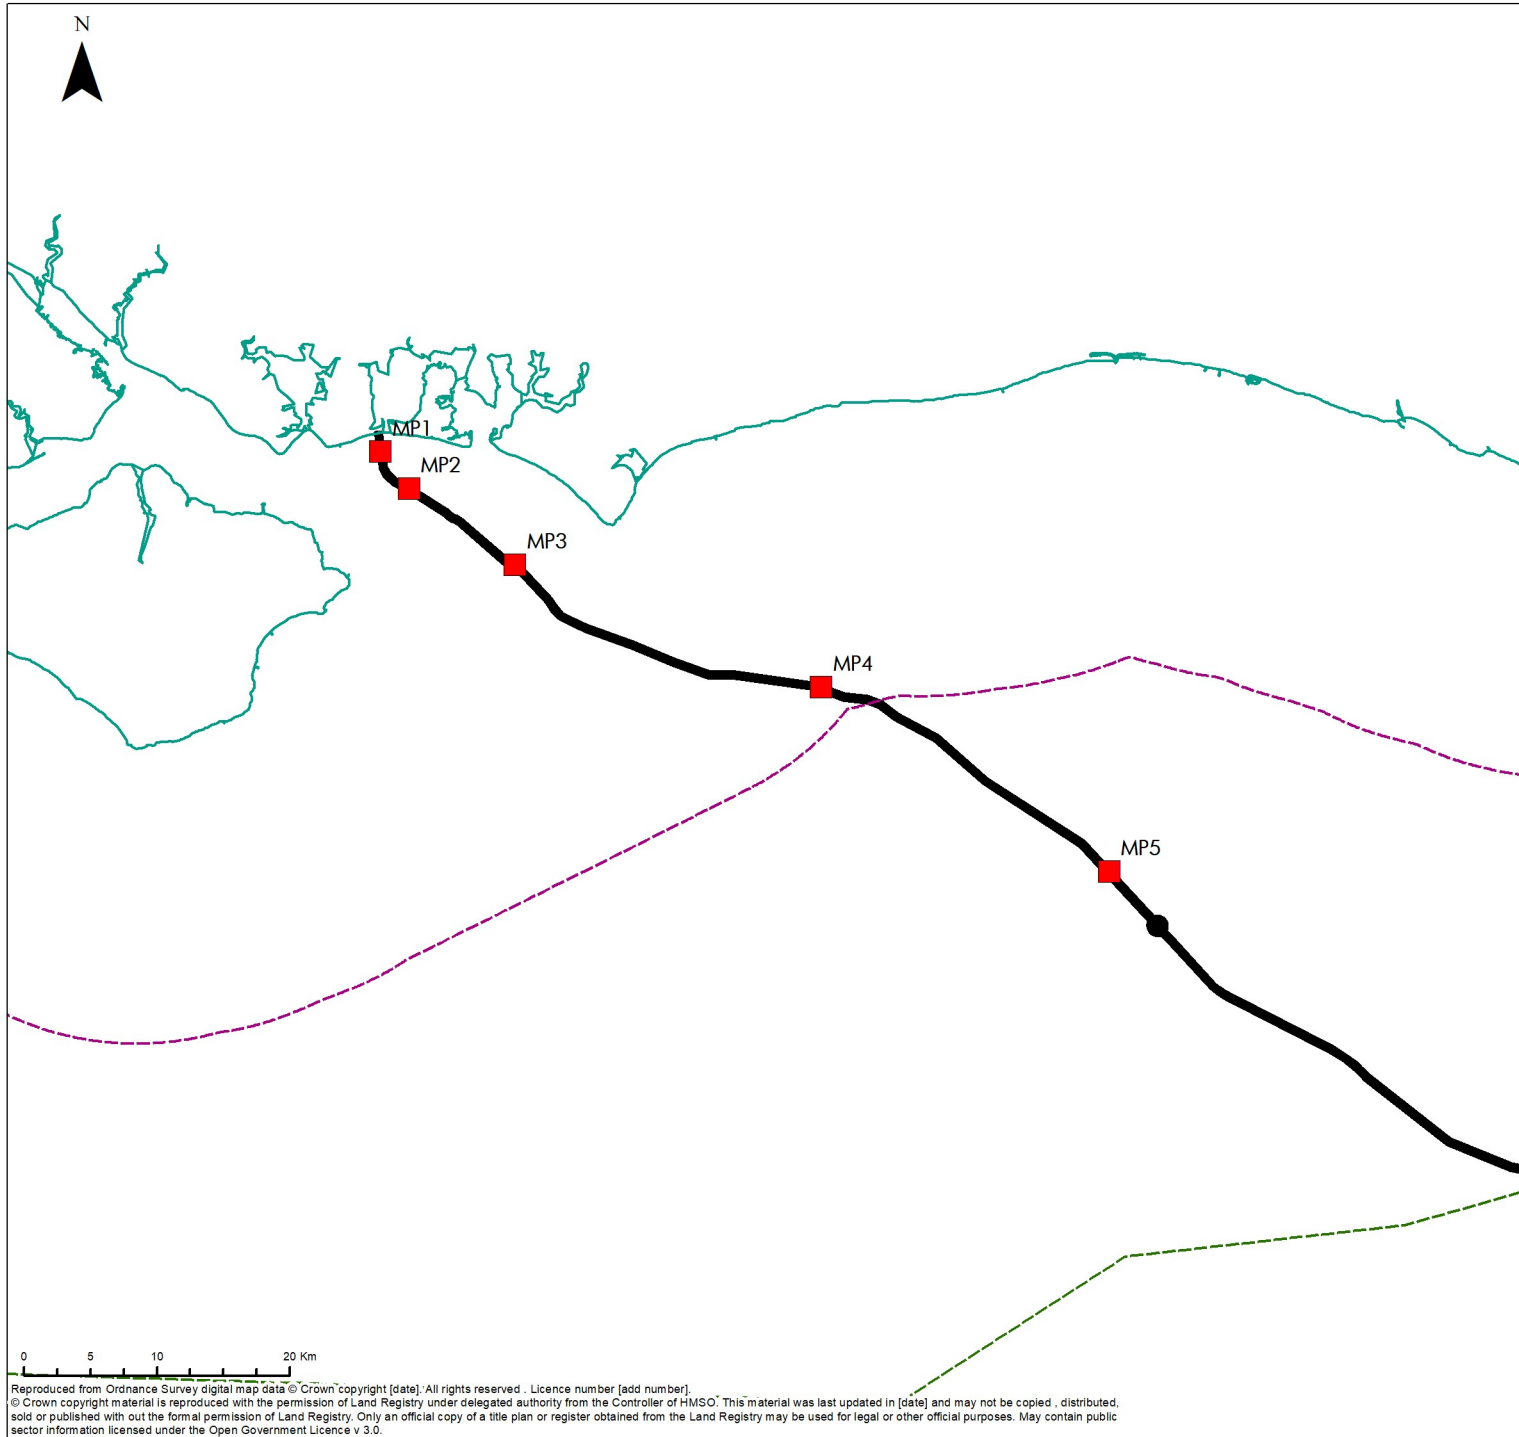 N
MP1
MP2
MP3
MP4
MP5
0 5 10 20 Km
Reproduced from Ordnance Survey digital map data © Crown copyright [date]. All rights reserved . Licence number [add number].
© Crown copyright material is reproduced with the permission of Land Registry under delegated authority from the Controller of HMSO. This material was last updated in [date] and may not be copied , distributed,
sold or published with out the formal permission of Land Registry. Only an official copy of a title plan or register obtained from the Land Registry may be used for legal or other official purposes. May contain public
sector information licensed under the Open Government Licence v 3.0.